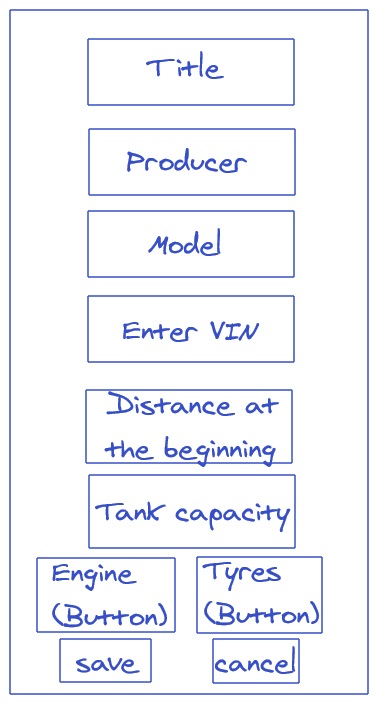 Title
Producer
Model
Enter VIN
Distance at
the beginning
Tank capacity
Engine
(Button)
Tyres
(Button)
save
cancel